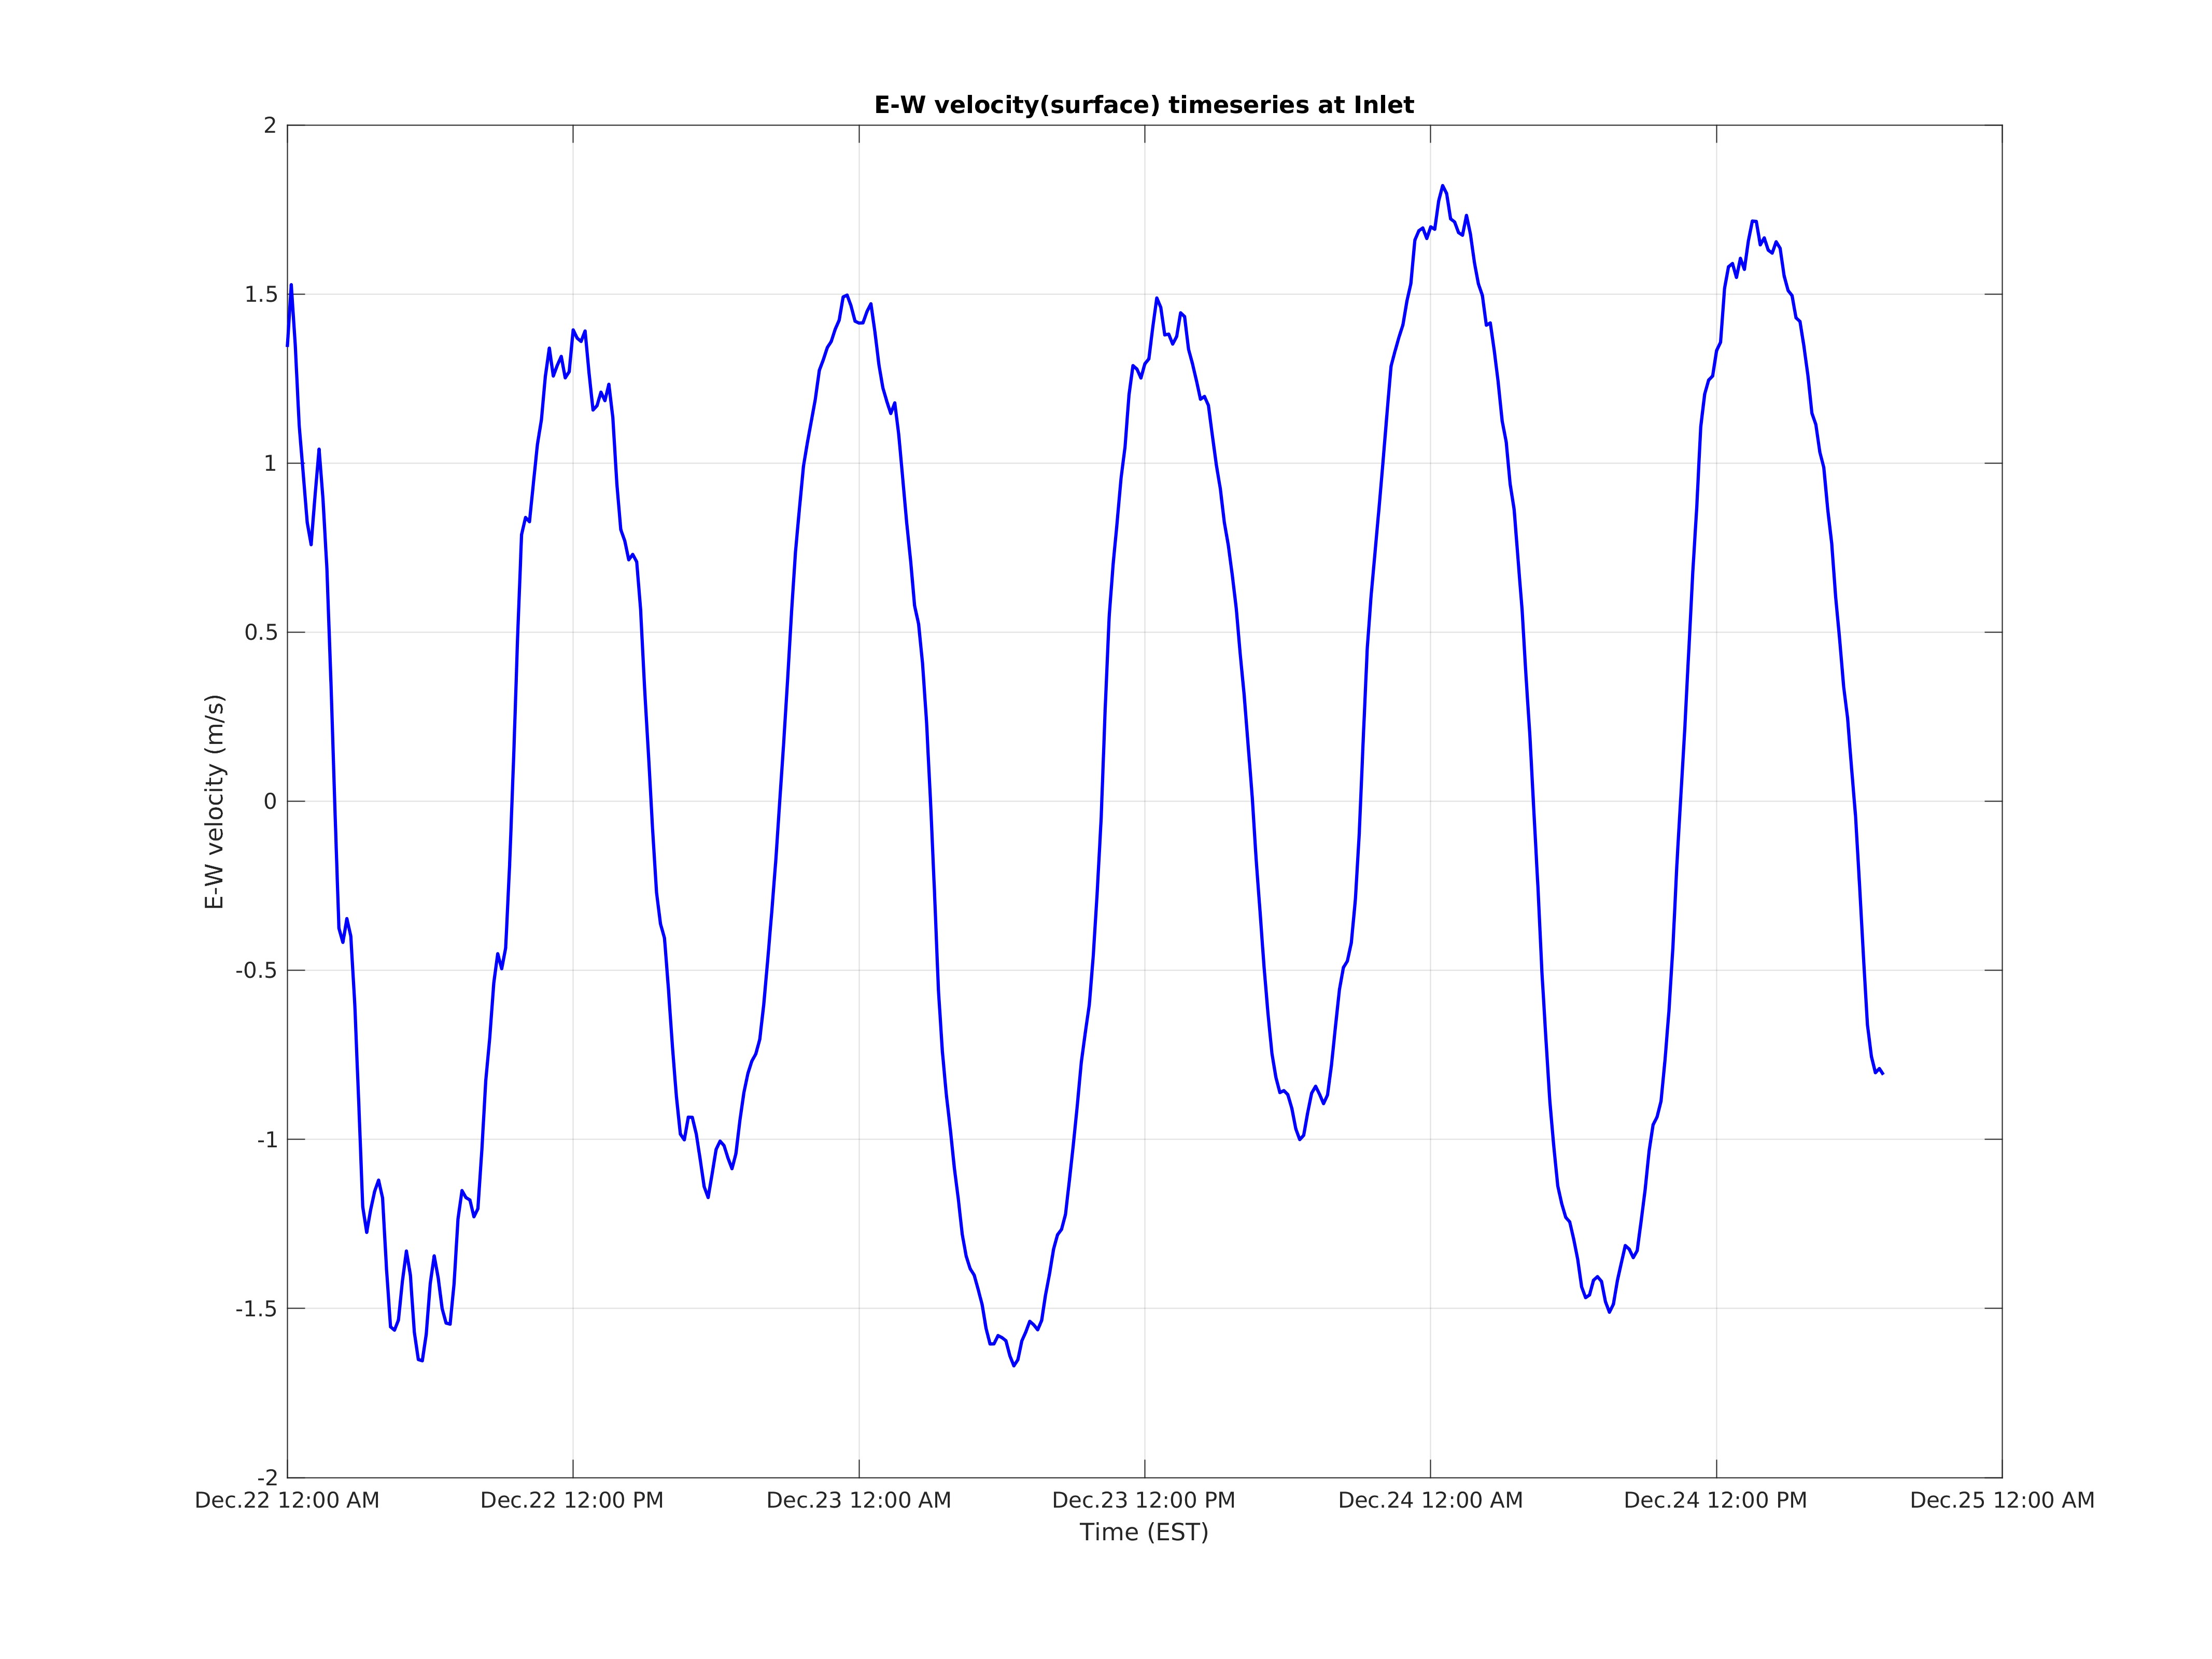 E-W velocity(surface) timeseries at Inlet
2
1.5
1
0.5
0
-0.5
-1
-1.5
-2
E-W velocity (m/s)
Dec.22 12:00 AM
Dec.22 12:00 PM
Dec.23 12:00 AM
Dec.23 12:00 PM
Dec.24 12:00 AM
Dec.24 12:00 PM
Dec.25 12:00 AM
Time (EST)